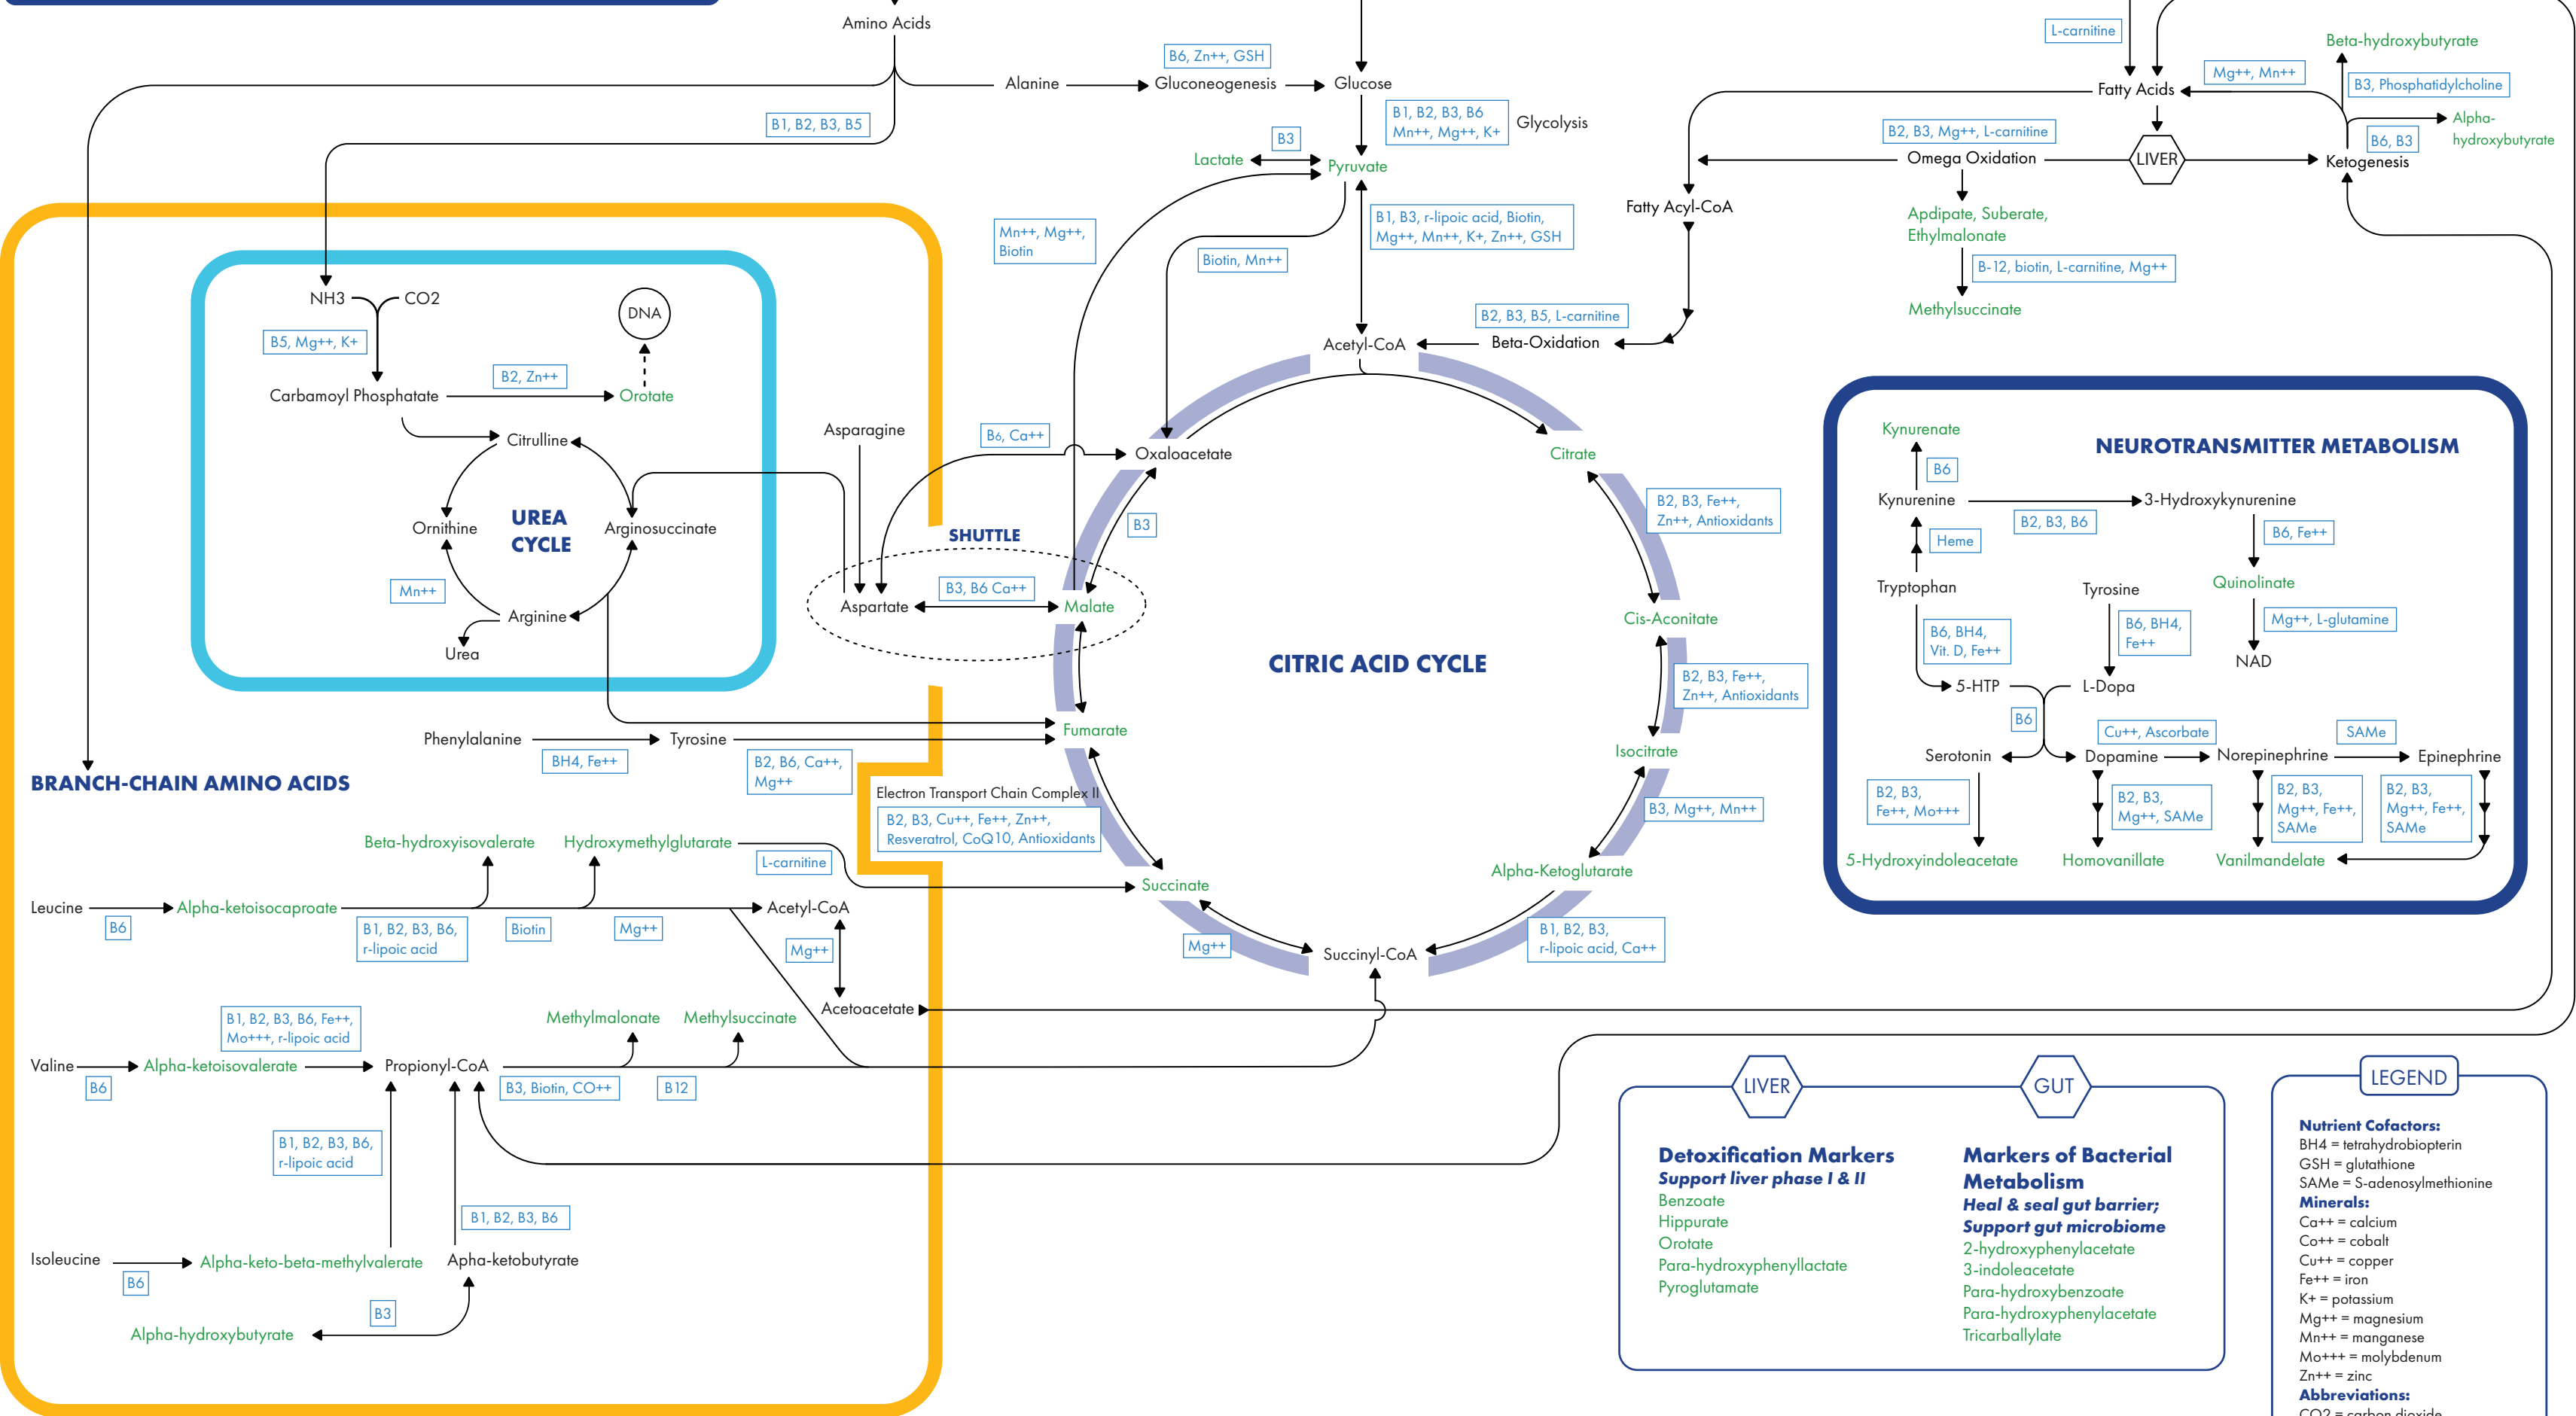 Amino Acids
L-carnitine
Beta-hydroxybutyrate
B6, Zn++, GSH
Alanine
Gluconeogenesis
Glucose
Fatty Acids
Mg++, Mn++
B3, Phosphatidylcholine
B1, B2, B3, B5
B1, B2, B3, B6
Mn++, Mg++, K+
Glycolysis
Alpha-
hydroxybutyrate
B6, B3
B2, B3, Mg++, L-carnitine
Omega Oxidation
LIVER
Ketogenesis
B3
Lactate
Pyruvate
Fatty Acyl-CoA
Apdipate, Suberate,
Ethylmalonate
Mn++, Mg++,
Biotin
B1, B3, r-lipoic acid, Biotin,
Mg++, Mn++, K+, Zn++, GSH
Biotin, Mn++
B-12, biotin, L-carnitine, Mg++
Methylsuccinate
B2, B3, B5, L-carnitine
Acetyl-CoA
Beta-Oxidation
NH3
CO2
DNA
B5, Mg++, K+
B2, Zn++
Carbamoyl Phosphatate
Orotate
Citrulline
UREA
CYCLE
Ornithine
Arginosuccinate
Mn++
Arginine
Urea
Asparagine
B6, Ca++
Oxaloacetate
Citrate
B3
SHUTTLE
B3, B6 Ca++
Aspartate
Malate
B2, B3, Fe++,
Zn++, Antioxidants
Cis-Aconitate
CITRIC ACID CYCLE
B2, B3, Fe++,
Zn++, Antioxidants
Isocitrate
B3, Mg++, Mn++
Alpha-Ketoglutarate
B1, B2, B3,
r-lipoic acid, Ca++
Succinyl-CoA
Mg++
Succinate
Fumarate
Phenylalanine
Tyrosine
BH4, Fe++
B2, B6, Ca++,
Mg++
Electron Transport Chain Complex II
B2, B3, Cu++, Fe++, Zn++,
Resveratrol, CoQ10, Antioxidants
NEUROTRANSMITTER METABOLISM
Kynurenate
B6
Kynurenine
3-Hydroxykynurenine
B2, B3, B6
B6, Fe++
Heme
Tryptophan
Tyrosine
Quinolinate
B6, BH4,
Vit. D, Fe++
B6, BH4,
Fe++
Mg++, L-glutamine
NAD
5-HTP
L-Dopa
B6
Cu++, Ascorbate
SAMe
Serotonin
Dopamine
Norepinephrine
Epinephrine
B2, B3,
Fe++, Mo+++
B2, B3,
Mg++, SAMe
B2, B3,
Mg++, Fe++,
SAMe
B2, B3,
Mg++, Fe++,
SAMe
5-Hydroxyindoleacetate
Homovanillate
Vanilmandelate
BRANCH-CHAIN AMINO ACIDS
Beta-hydroxyisovalerate
Hydroxymethylglutarate
L-carnitine
Leucine
Alpha-ketoisocaproate
Acetyl-CoA
B6
B1, B2, B3, B6,
r-lipoic acid
Biotin
Mg++
Mg++
Acetoacetate
B1, B2, B3, B6, Fe++,
Mo+++, r-lipoic acid
Methylmalonate
Methylsuccinate
Valine
Alpha-ketoisovalerate
Propionyl-CoA
B6
B3, Biotin, CO++
B12
B1, B2, B3, B6,
r-lipoic acid
B1, B2, B3, B6
Isoleucine
Alpha-keto-beta-methylvalerate
Apha-ketobutyrate
B6
B3
Alpha-hydroxybutyrate
LIVER
Detoxification Markers
Support liver phase I & II
Benzoate
Hippurate
Orotate
Para-hydroxyphenyllactate
Pyroglutamate
GUT
Markers of Bacterial
Metabolism
Heal & seal gut barrier;
Support gut microbiome
2-hydroxyphenylacetate
3-indoleacetate
Para-hydroxybenzoate
Para-hydroxyphenylacetate
Tricarballylate
LEGEND
Nutrient Cofactors:
BH4 = tetrahydrobiopterin
GSH = glutathione
SAMe = S-adenosylmethionine
Minerals:
Ca++ = calcium
Co++ = cobalt
Cu++ = copper
Fe++ = iron
K+ = potassium
Mg++ = magnesium
Mn++ = manganese
Mo+++ = molybdenum
Zn++ = zinc
Abbreviations:
CO2 = carbon dioxide